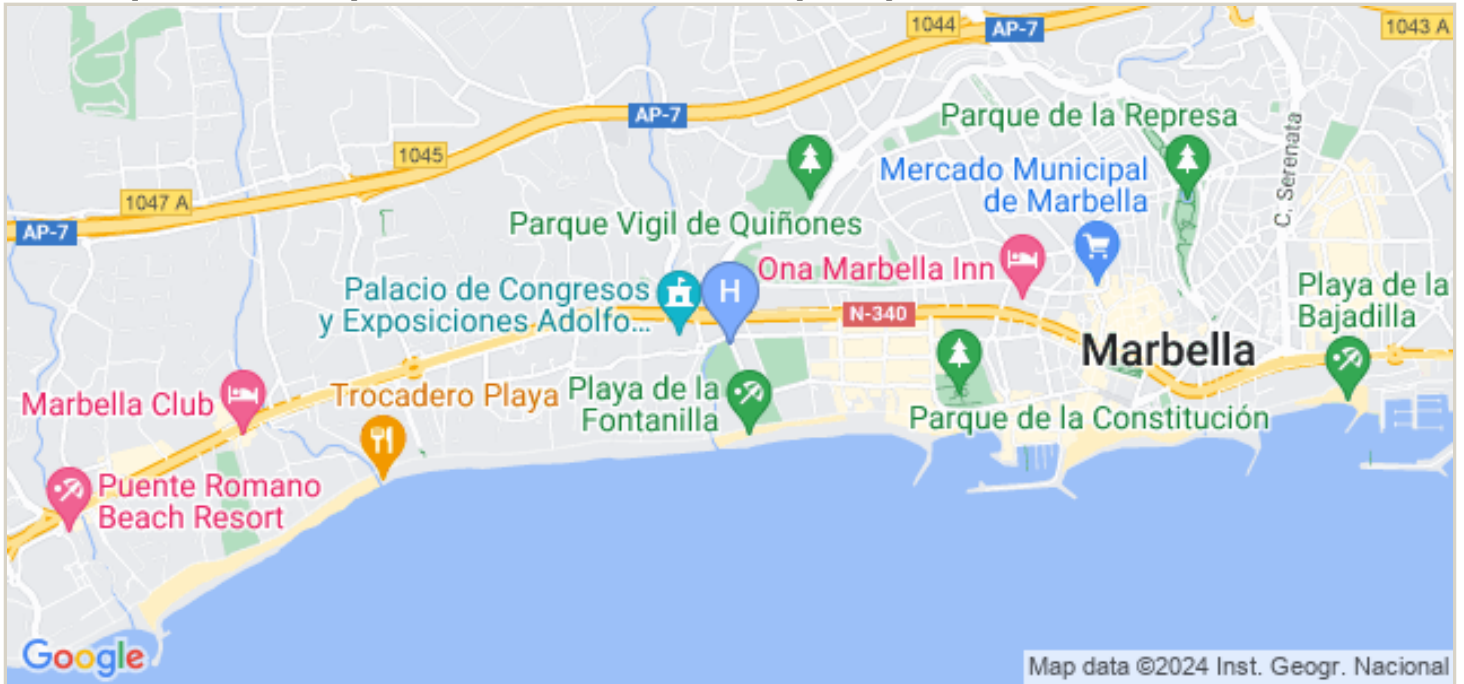 1044
AP-7
1043 A
AP-7
Parque de la Represa
C. Serenata
1045
Mercado Municipal
de Marbella
1047 A
AP-7
Parque Vigil de Quiñones
Ona Marbella Inn
Palacio de Congresos
y Exposiciones Adolfo...
H
N-340
Playa de la
Bajadilla
Marbella
Marbella Club
Trocadero Playa
Playa de la
Fontanilla
Parque de la Constitución
Puente Romano
Beach Resort
Google
Map data ©2024 Inst. Geogr. Nacional